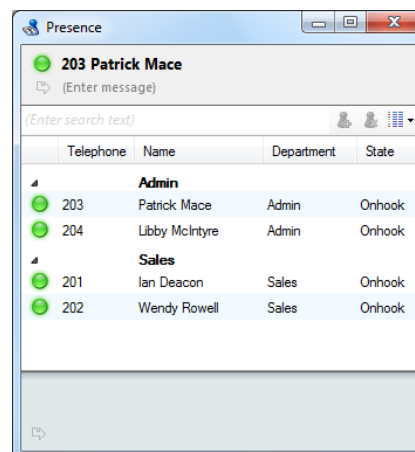 Presence
203 Patrick Mace
(Enter message)
(Enter search text)
Telephone Name Department State
Admin
203 Patrick Mace Admin Onhook
204 Libby McIntyre Admin Onhook
Sales
201 Ian Deacon Sales Onhook
202 Wendy Rowell Sales Onhook